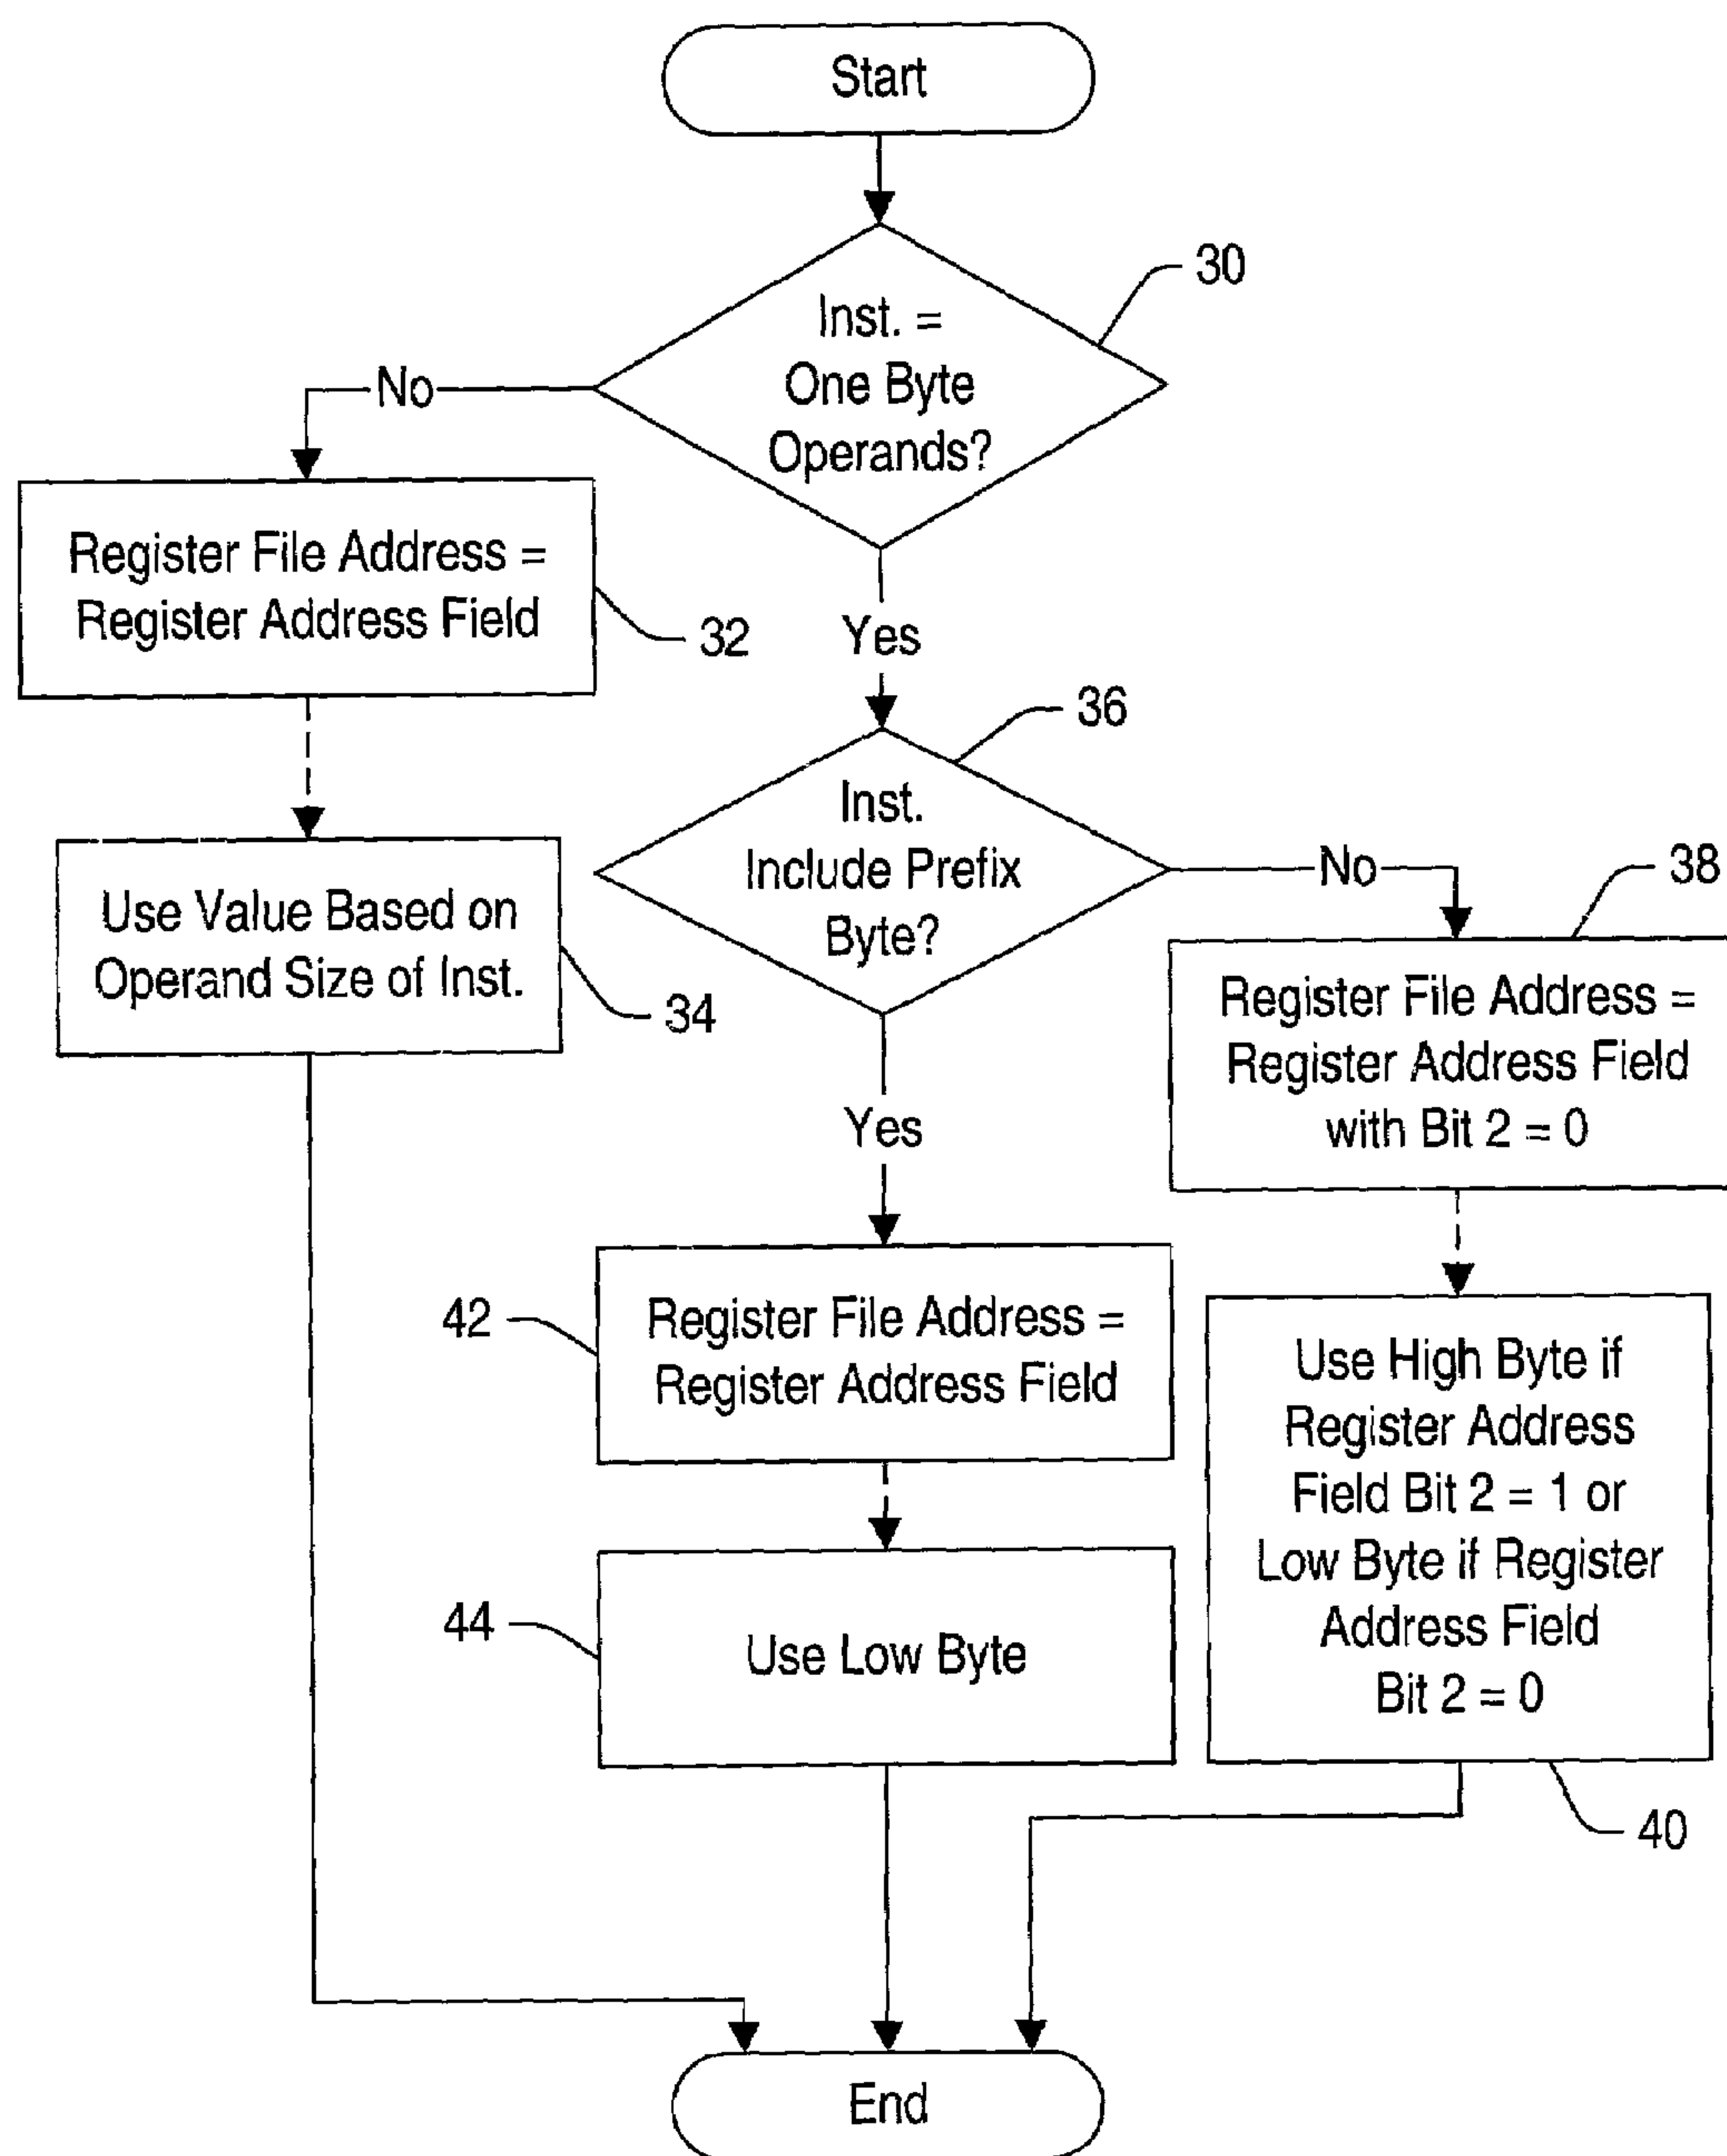 Start
30
Inst. =
One Byte
Operands?
No
Register File Address =
Register Address Field
32
Yes
36
Inst.
Include Prefix
Byte?
No
38
Use Value Based on
Operand Size of Inst.
34
Register File Address =
Register Address Field
with Bit 2 = 0
Yes
42
Register File Address =
Register Address Field
Use High Byte if
Register Address
Field Bit 2 = 1 or
Low Byte if Register
Address Field
Bit 2 = 0
44
Use Low Byte
40
End